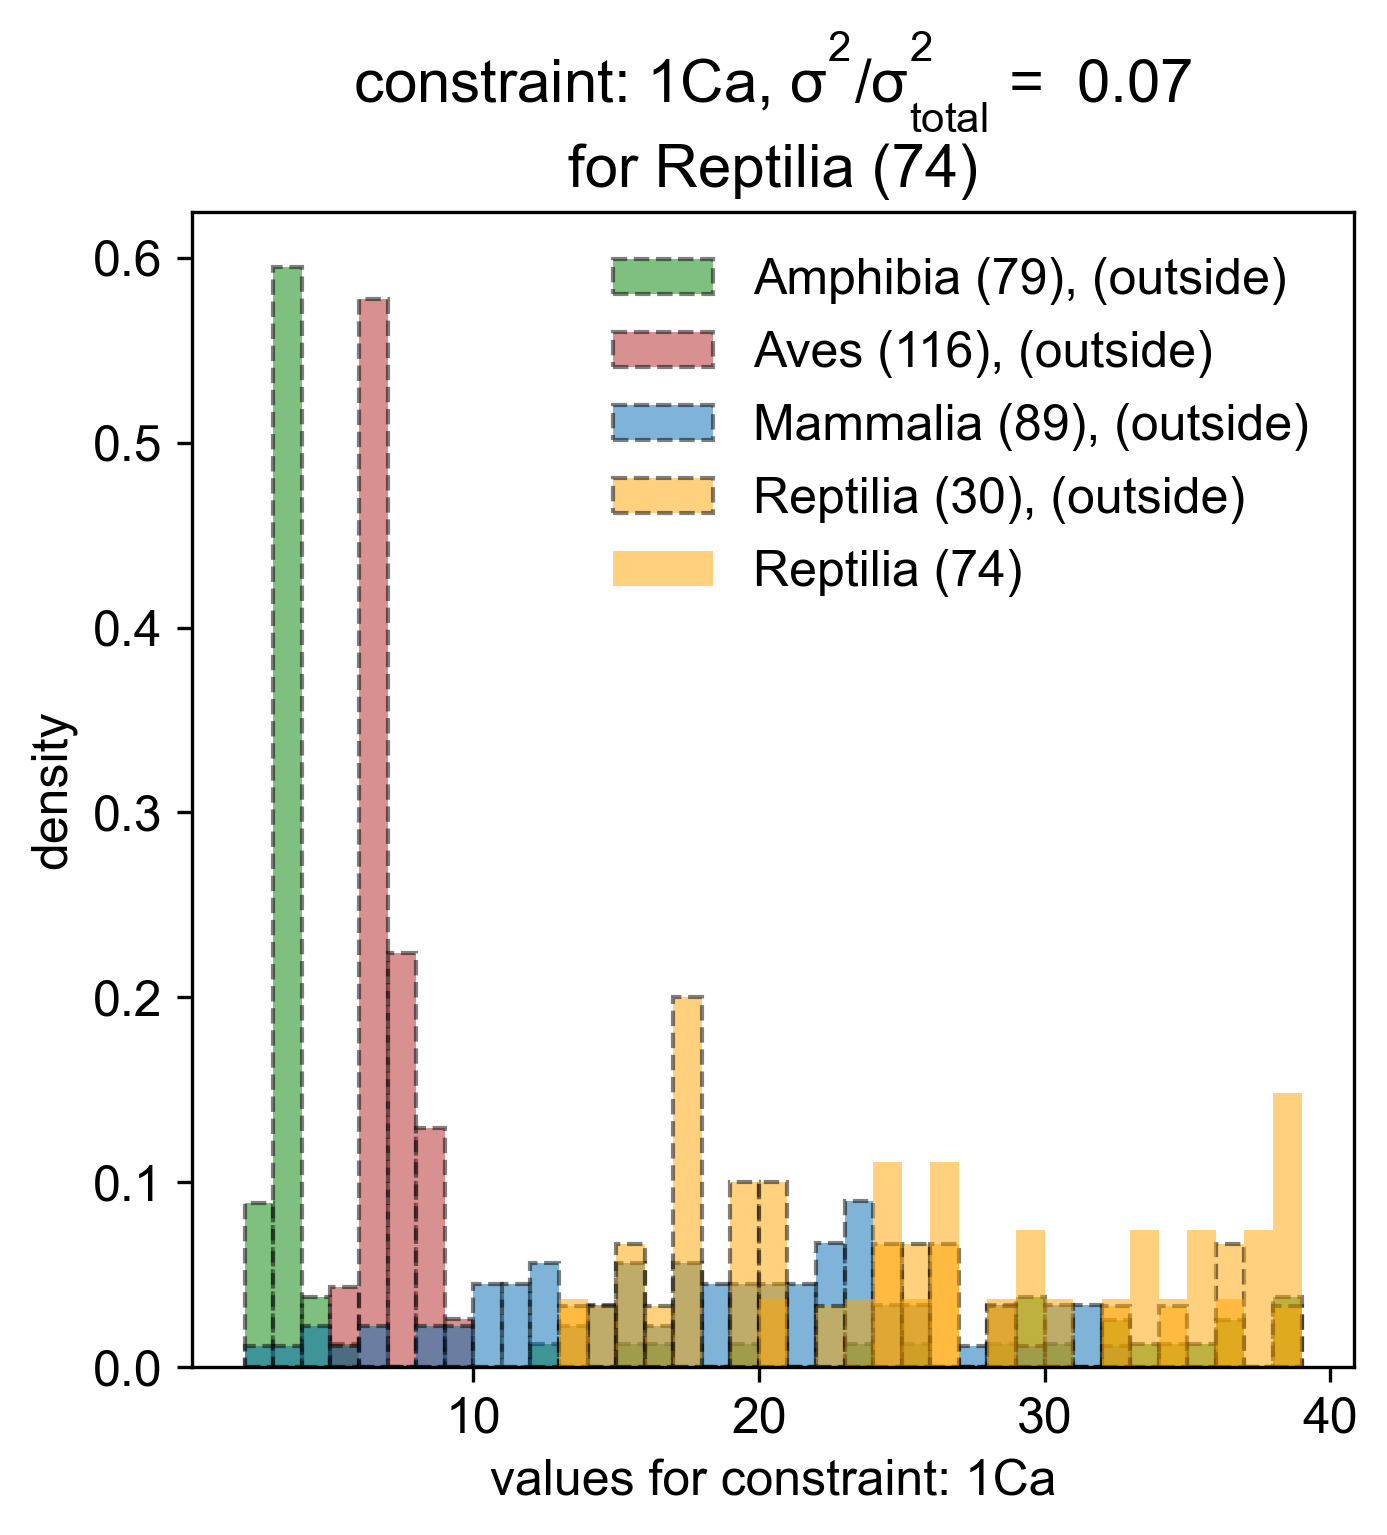 constraint: 1Ca, σ²/σ²total = 0.07
for Reptilia (74)
Amphibia (79), (outside)
Aves (116), (outside)
Mammalia (89), (outside)
Reptilia (30), (outside)
Reptilia (74)
density
0.6
0.5
0.4
0.3
0.2
0.1
0.0
10 20 30 40
values for constraint: 1Ca